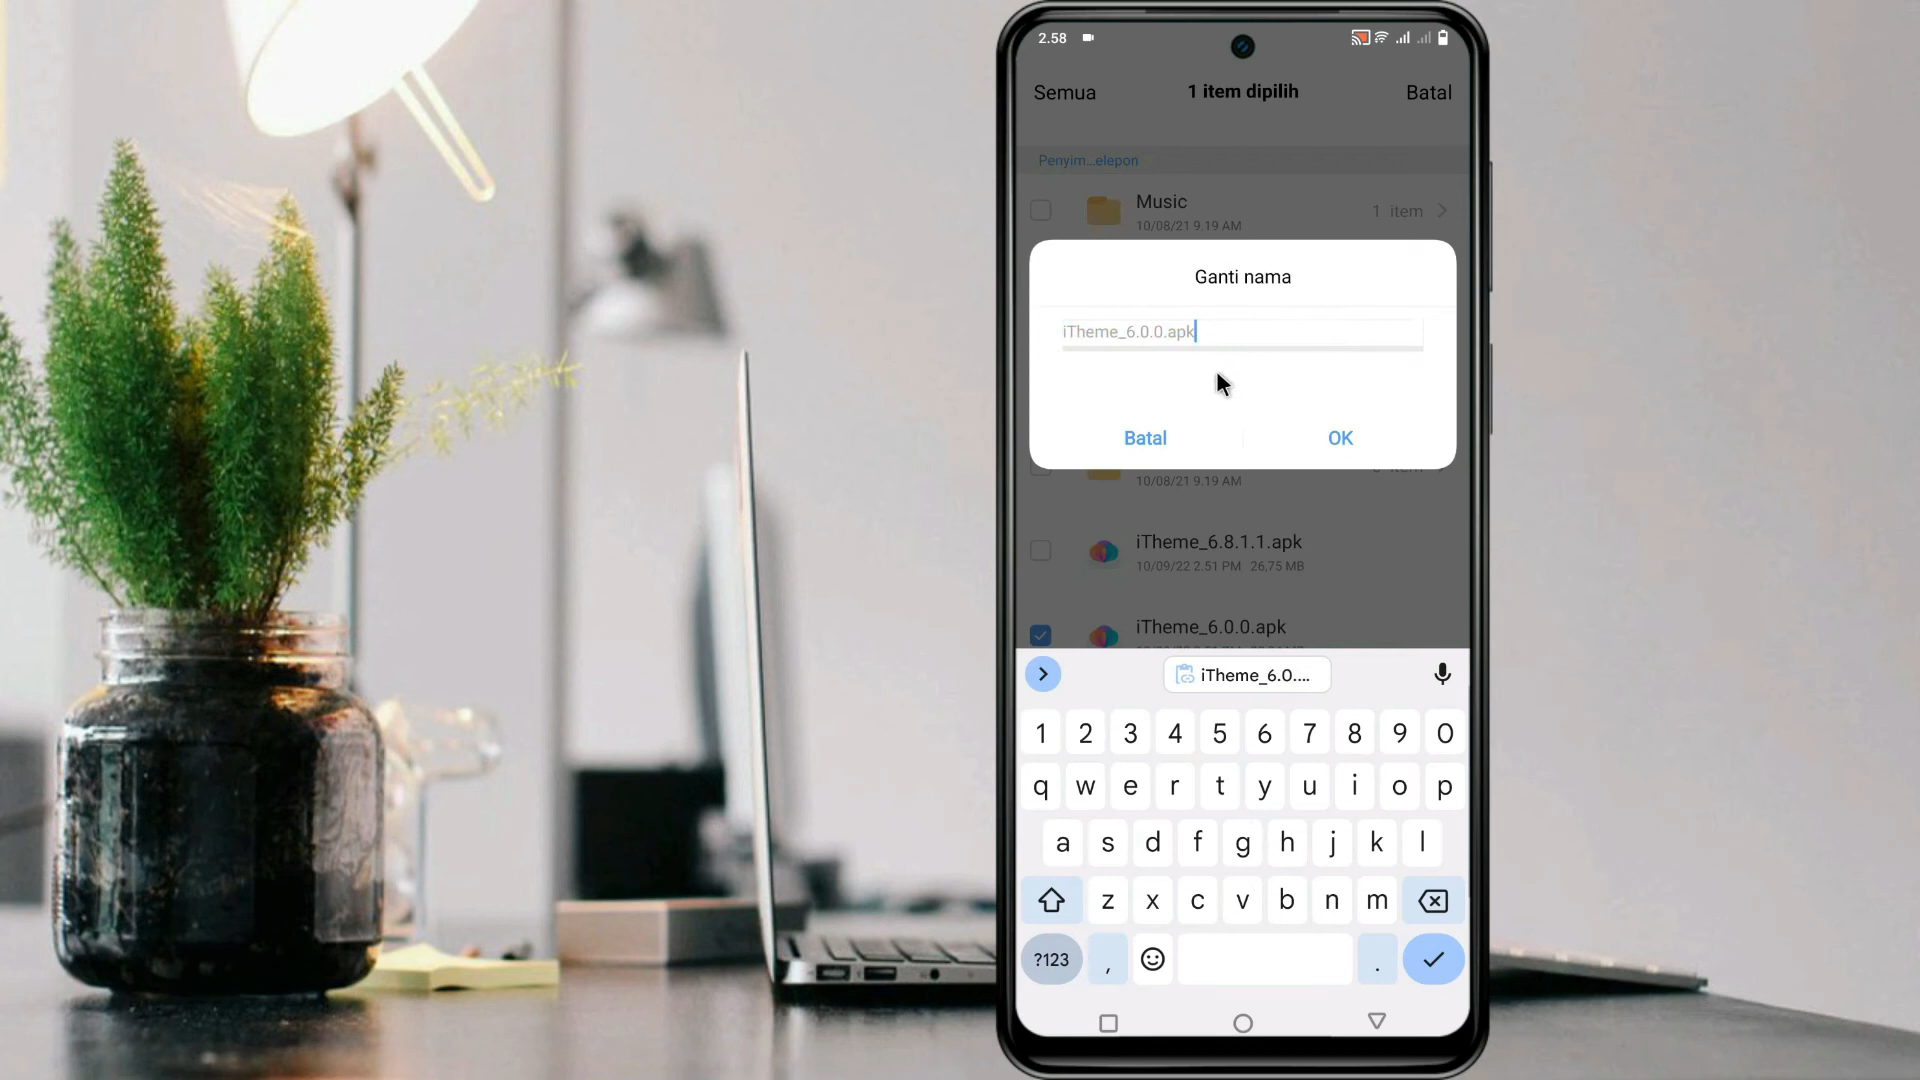 2.58
Semua
1 item dipilih
Batal
Penyim...elepon
Music
1 item
10/08/21 9.19 AM
Ganti nama
iTheme_6.0.0.apk
Batal
OK
10/08/21 9.19 AM
iTheme_6.8.1.1.apk
10/09/22 2.51 PM 26,75 MB
iTheme_6.0.0.apk
iTheme_6.0....
1 2 3 4 5 6 7 8 9 0
q w e r t y u i o p
a s d f g h j k l
z x c v b n m
?123 , .